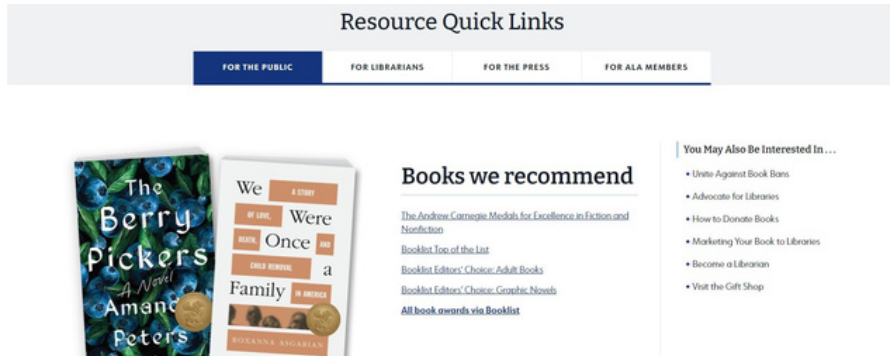 Resource Quick Links
FOR THE PUBLIC
FOR LIBRARIANS
FOR THE PRESS
FOR ALA MEMBERS
The
Berry
Pickers
A Novel
Amanda
Peters
We
A STORY
OF LOVE,
Were
DEATH,
Once
AND
CHILD REMOVAL
a
Family
IN AMERICA
ROXANNA ASGARIAN
Books we recommend
The Andrew Carnegie Medals for Excellence in Fiction and
Nonfiction
Booklist Top of the List
Booklist Editors' Choice: Adult Books
Booklist Editors' Choice: Graphic Novels
All book awards via Booklist
You May Also Be Interested In . . .
• Unite Against Book Bans
• Advocate for Libraries
• How to Donate Books
• Marketing Your Book to Libraries
• Become a Librarian
• Visit the Gift Shop